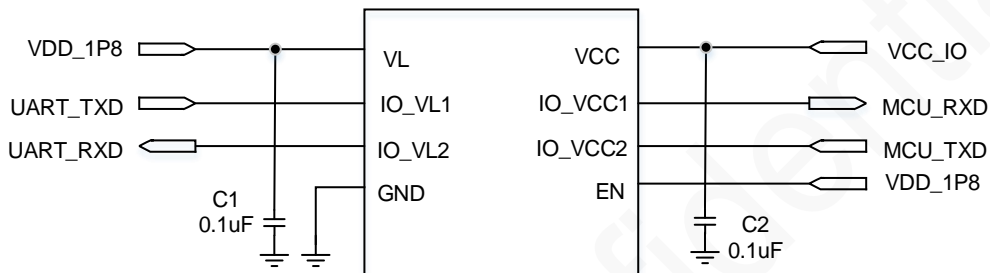 VDD_1P8 VL VCC VCC_IO
UART_TXD IO_VL1 IO_VCC1 MCU_RXD
UART_RXD IO_VL2 IO_VCC2 MCU_TXD
GND EN VDD_1P8
C1
0.1uF
C2
0.1uF
fidenti